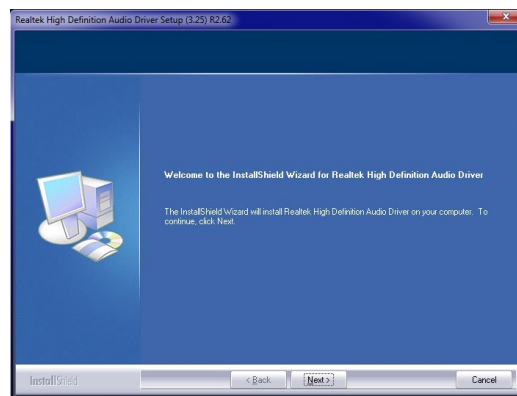 Realtek High Definition Audio Driver Setup (3.25) R2.62
Welcome to the InstallShield Wizard for Realtek High Definition Audio Driver
The InstallShield Wizard will install Realtek High Definition Audio Driver on your computer. To
continue, click Next.
InstallShield
< Back
Next >
Cancel